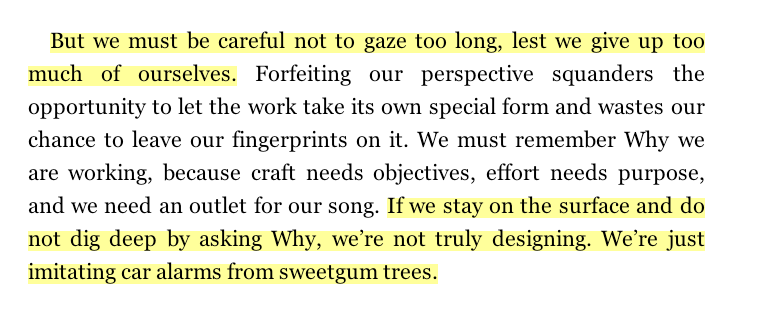 But we must be careful not to gaze too long, lest we give up too
much of ourselves. Forfeiting our perspective squanders the
opportunity to let the work take its own special form and wastes our
chance to leave our fingerprints on it. We must remember Why we
are working, because craft needs objectives, effort needs purpose,
and we need an outlet for our song. If we stay on the surface and do
not dig deep by asking Why, we’re not truly designing. We’re just
imitating car alarms from sweetgum trees.